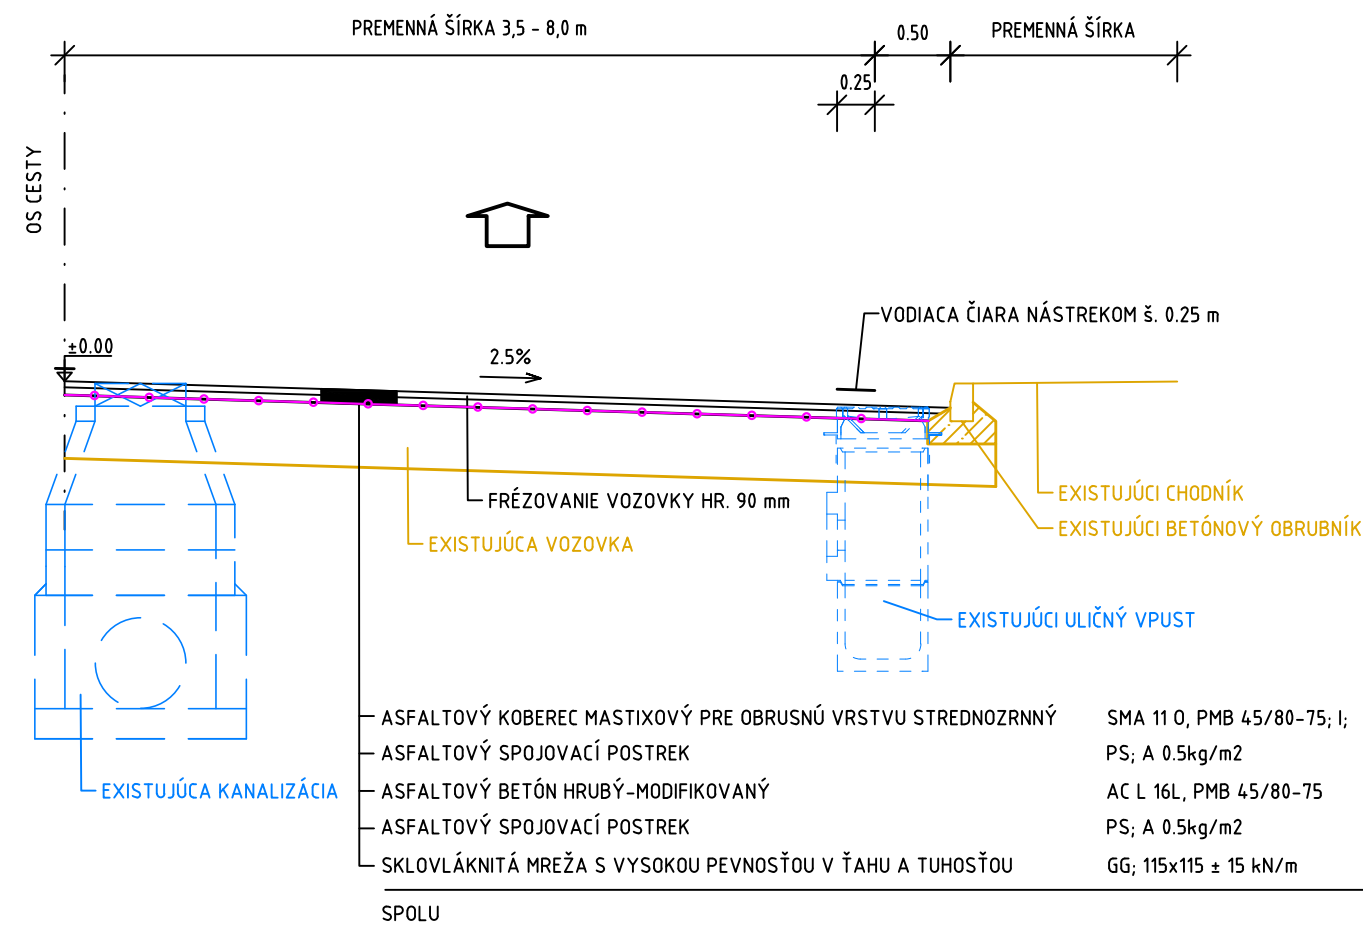 PREMENNÁ ŠÍRKA 3,5 - 8,0 m
0.50
PREMENNÁ ŠÍRKA
0.25
OS CESTY
VODIACA ČIARA NÁSTREKOM š. 0.25 m
±0.00
2.5%
FRÉZOVANIE VOZOVKY HR. 90 mm
EXISTUJÚCI CHODNÍK
EXISTUJÚCI BETÓNOVÝ OBRUBNÍK
EXISTUJÚCA VOZOVKA
EXISTUJÚCI ULIČNÝ VPUST
ASFALTOVÝ KOBEREC MASTIXOVÝ PRE OBRUSNÚ VRSTVU STREDNOZRNNÝ SMA 11 O, PMB 45/80-75; I;
ASFALTOVÝ SPOJOVACÍ POSTREK PS; A 0.5kg/m2
EXISTUJÚCA KANALIZÁCIA
ASFALTOVÝ BETÓN HRUBÝ-MODIFIKOVANÝ AC L 16L, PMB 45/80-75
ASFALTOVÝ SPOJOVACÍ POSTREK PS; A 0.5kg/m2
SKLOVLÁKNITÁ MREŽA S VYSOKOU PEVNOSŤOU V ŤAHU A TUHOSŤOU GG; 115x115 ± 15 kN/m
SPOLU